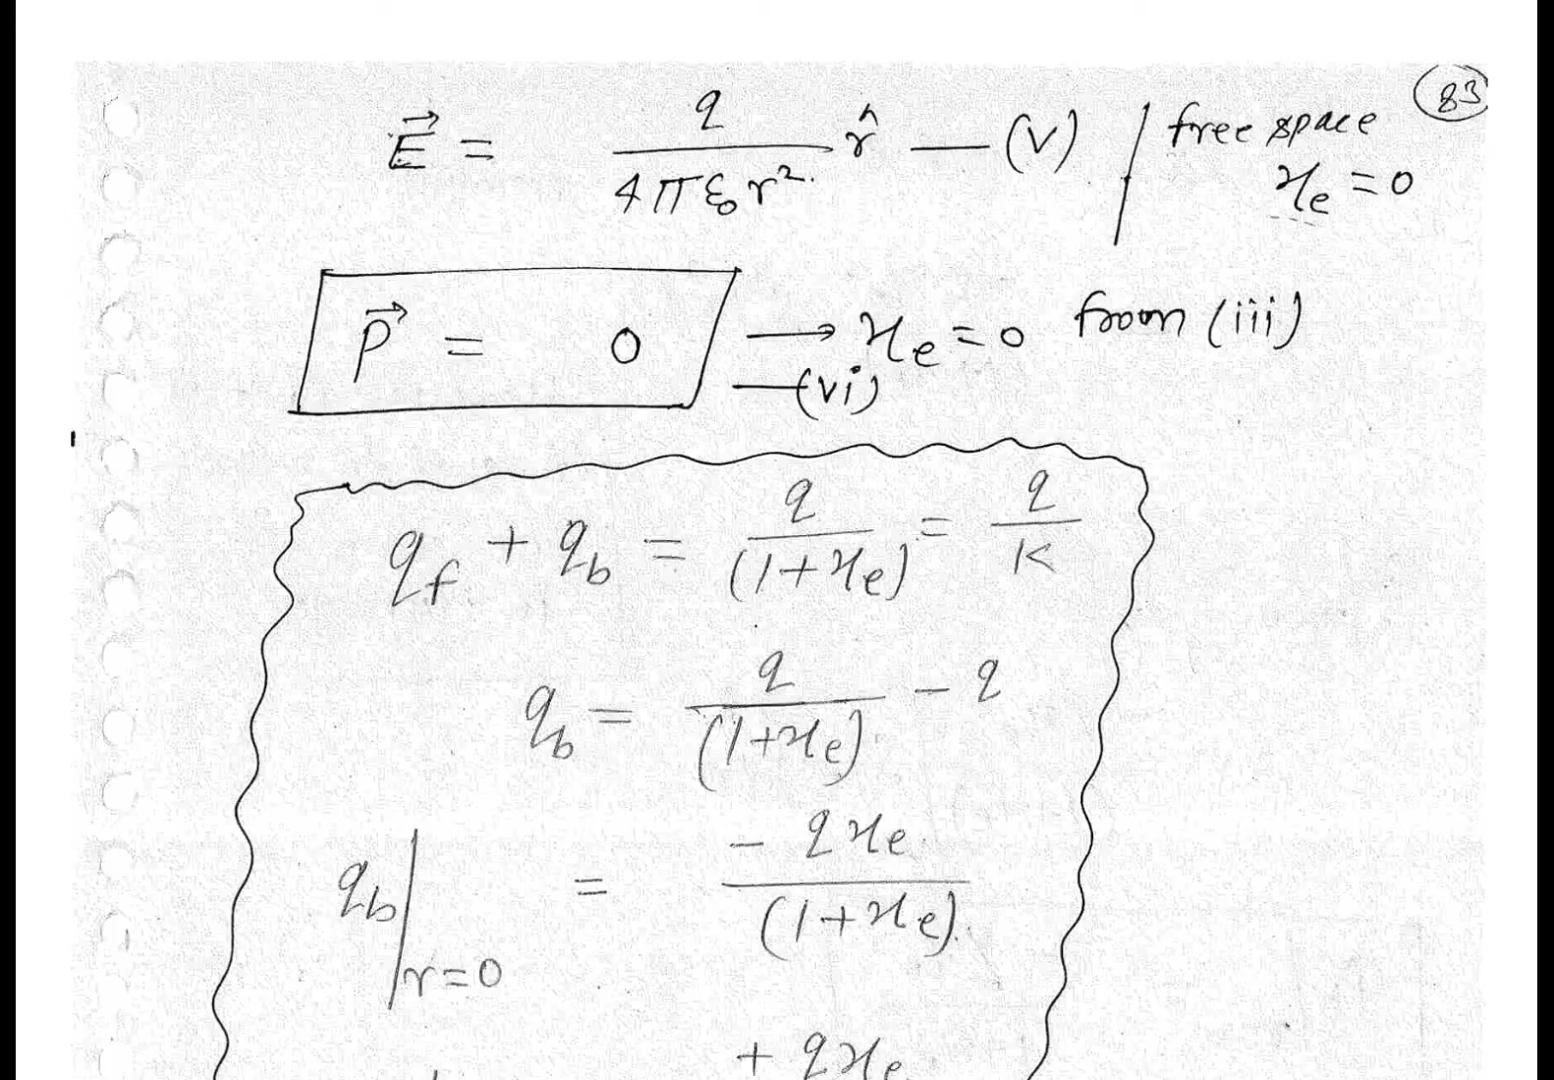 83
E⃗ = q / (4πε₀r²) r̂ — (V) | free space
χe = 0
P⃗ = 0 → χe = 0 from (iii)
— (vi)
q_f + q_b = q / (1+χe) = q / K
q_b = q / (1+χe) - q
q_b |_{r=0} = - qχe / (1+χe)
+ qχe